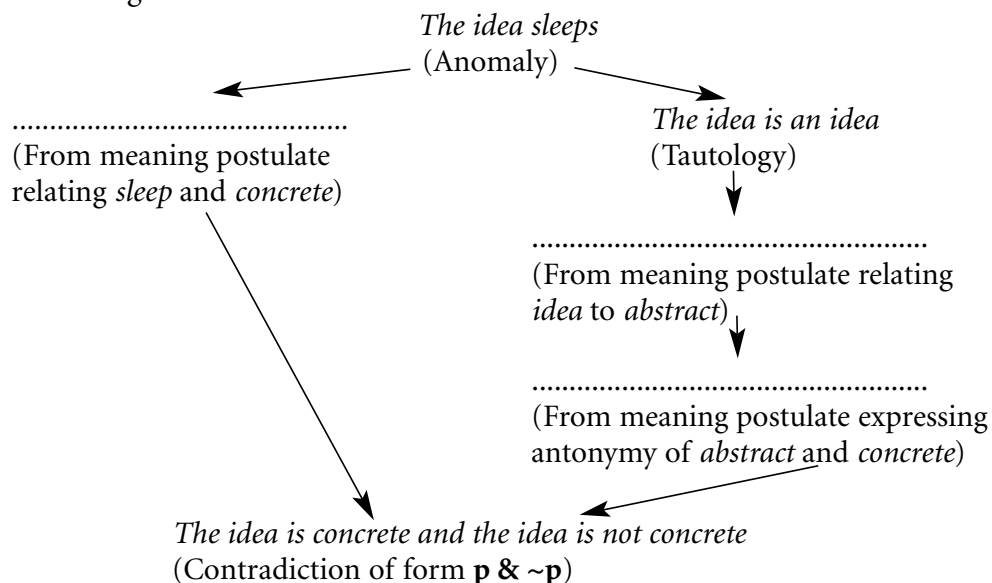 The idea sleeps
(Anomaly)
.............................................
(From meaning postulate
relating sleep and concrete)
The idea is an idea
(Tautology)
.....................................................
(From meaning postulate relating
idea to abstract)
.....................................................
(From meaning postulate expressing
antonymy of abstract and concrete)
The idea is concrete and the idea is not concrete
(Contradiction of form p & ~p)